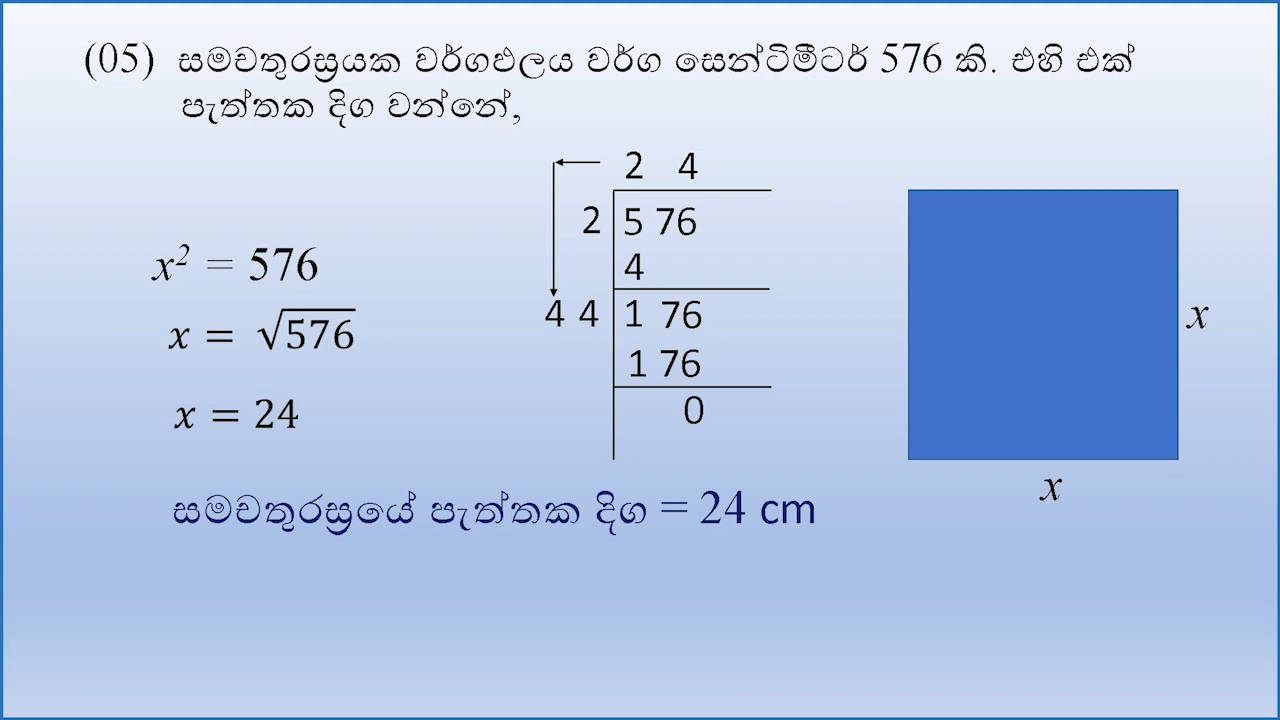 (05) සමචතුරස්‍රයක වර්ගඵලය වර්ග සෙන්ටිමීටර් 576 කි. එහි එක්
පැත්තක දිග වන්නේ,
2 4
2 5 76
4
4 4 1 76
1 76
0
x² = 576
x = √576
x = 24
x
x
සමචතුරස්‍රයේ පැත්තක දිග = 24 cm